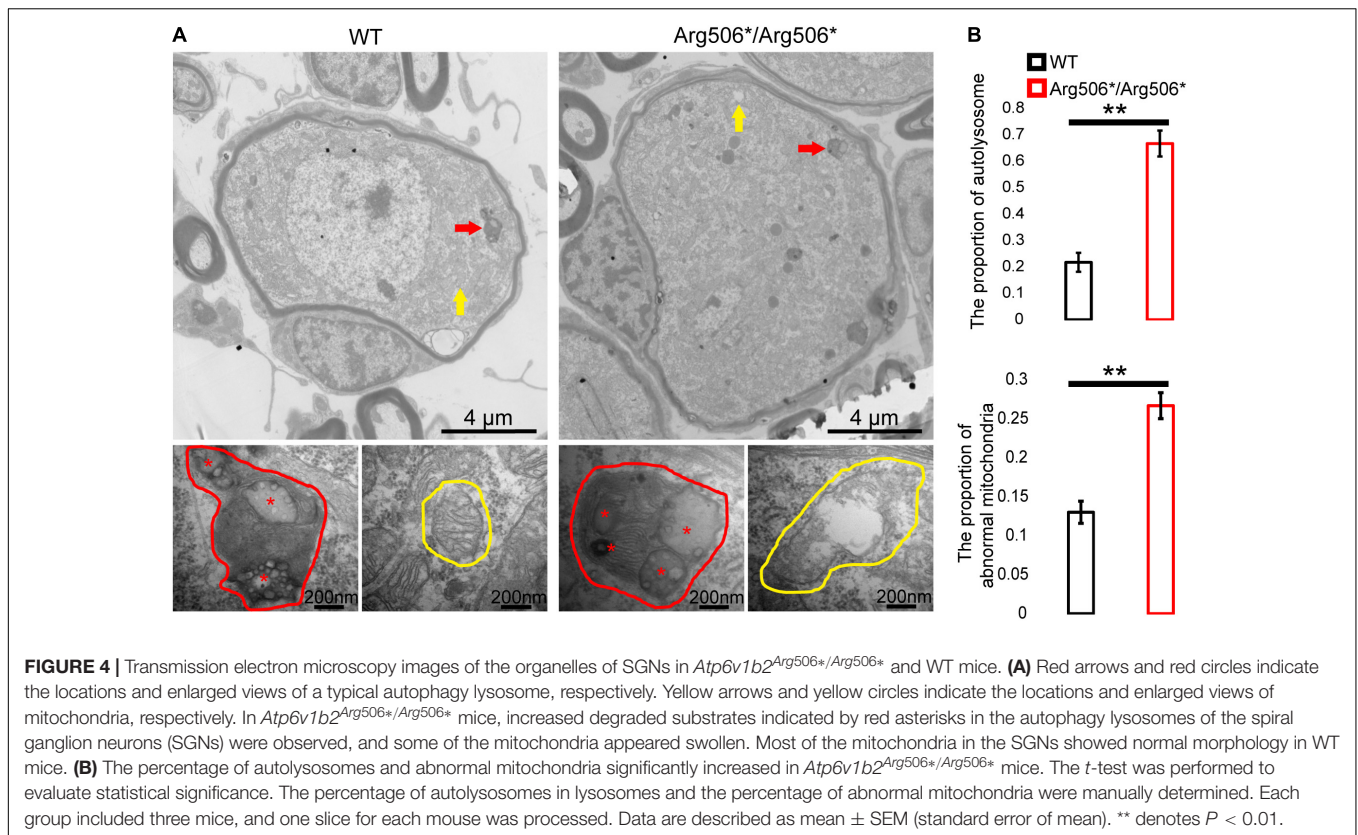 A
WT
Arg506*/Arg506*
4 µm
4 µm
*
*
*
200nm
200nm
*
*
*
*
200nm
200nm
B
WT
Arg506*/Arg506*
The proportion of autolysosome
0.8
0.7
0.6
0.5
0.4
0.3
0.2
0.1
0
**
The proportion of
abnormal mitochondria
0.3
0.25
0.2
0.15
0.1
0.05
0
**
FIGURE 4 | Transmission electron microscopy images of the organelles of SGNs in Atp6v1b2Arg506*/Arg506* and WT mice. (A) Red arrows and red circles indicate
the locations and enlarged views of a typical autophagy lysosome, respectively. Yellow arrows and yellow circles indicate the locations and enlarged views of
mitochondria, respectively. In Atp6v1b2Arg506*/Arg506* mice, increased degraded substrates indicated by red asterisks in the autophagy lysosomes of the spiral
ganglion neurons (SGNs) were observed, and some of the mitochondria appeared swollen. Most of the mitochondria in the SGNs showed normal morphology in WT
mice. (B) The percentage of autolysosomes and abnormal mitochondria significantly increased in Atp6v1b2Arg506*/Arg506* mice. The t-test was performed to
evaluate statistical significance. The percentage of autolysosomes in lysosomes and the percentage of abnormal mitochondria were manually determined. Each
group included three mice, and one slice for each mouse was processed. Data are described as mean ± SEM (standard error of mean). ** denotes P < 0.01.